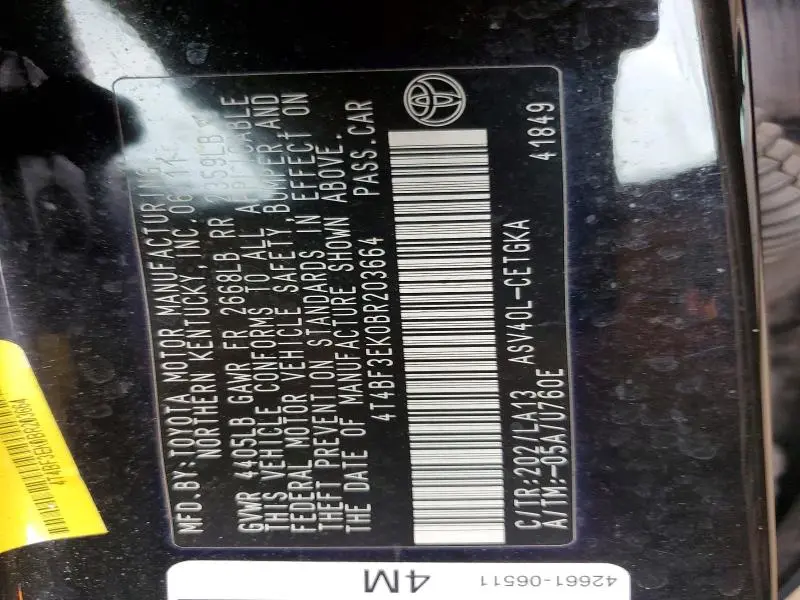 MFD.BY:TOYOTA MOTOR MANUFACTURING,
NORTHERN KENTUCKY, INC. 06/11
GVWR 4405LB GAWR FR 2668LB RR 2359LB
THIS VEHICLE CONFORMS TO ALL APPLICABLE
FEDERAL MOTOR VEHICLE SAFETY,BUMPER AND
THEFT PREVENTION STANDARDS IN EFFECT ON
THE DATE OF MANUFACTURE SHOWN ABOVE.
4T4BF3EK0BR203664 PASS.CAR
C/TR:202/LA13 ASV40L-CETGKA 41849
A/TM:-05A/U760E
4T4BF3EK0BR203664
4M
42661-06511